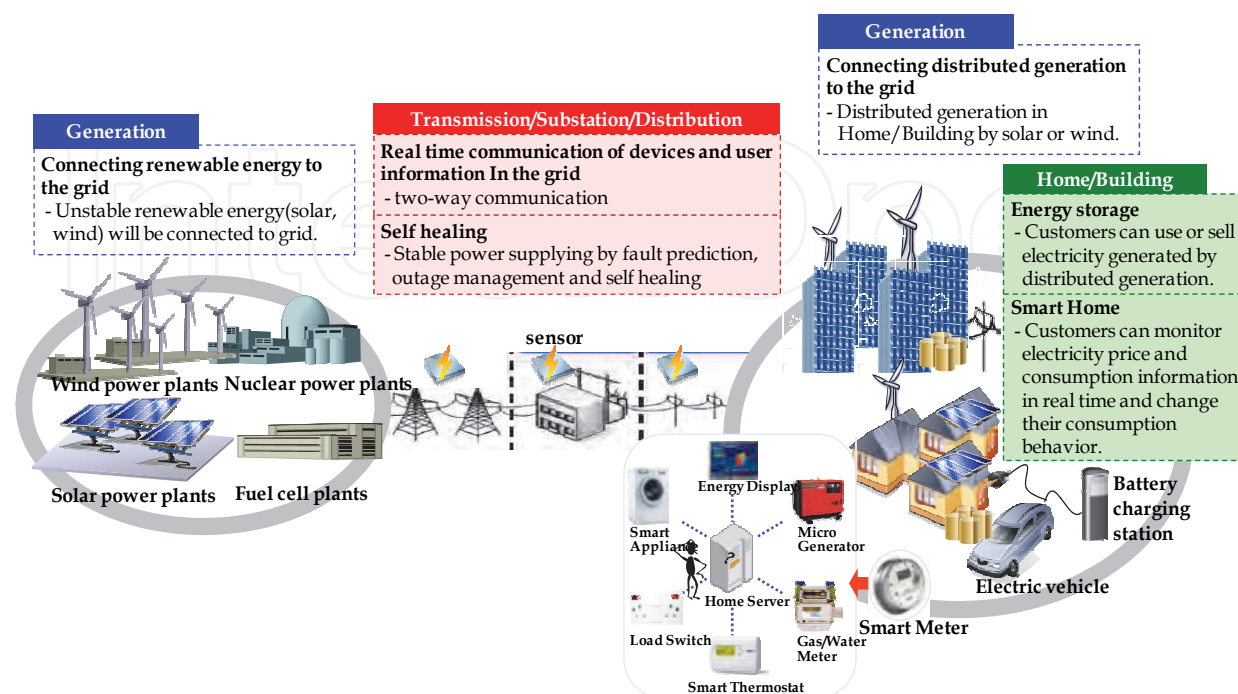 Generation
Connecting renewable energy to
the grid
- Unstable renewable energy(solar,
wind) will be connected to grid.
Transmission/Substation/Distribution
Real time communication of devices and user
information In the grid
- two-way communication
Self healing
- Stable power supplying by fault prediction,
outage management and self healing
Generation
Connecting distributed generation
to the grid
- Distributed generation in
Home/Building by solar or wind.
Home/Building
Energy storage
- Customers can use or sell
electricity generated by
distributed generation.
Smart Home
- Customers can monitor
electricity price and
consumption information
in real time and change
their consumption
behavior.
Wind power plants
Nuclear power plants
Solar power plants
Fuel cell plants
sensor
Energy Display
Smart
Appliance
Micro
Generator
Home Server
Load Switch
Gas/Water
Meter
Smart Thermostat
Smart Meter
Electric vehicle
Battery
charging
station